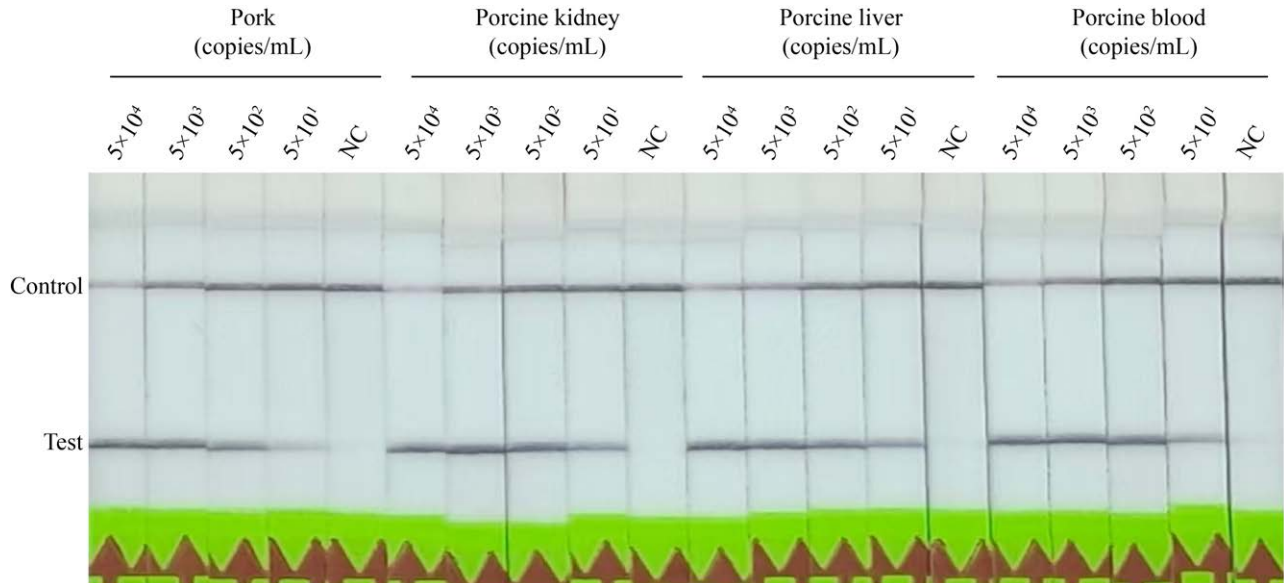 Pork
(copies/mL)
Porcine kidney
(copies/mL)
Porcine liver
(copies/mL)
Porcine blood
(copies/mL)
5×10⁴ 5×10³ 5×10² 5×10¹ NC 5×10⁴ 5×10³ 5×10² 5×10¹ NC 5×10⁴ 5×10³ 5×10² 5×10¹ NC 5×10⁴ 5×10³ 5×10² 5×10¹ NC
Control
Test